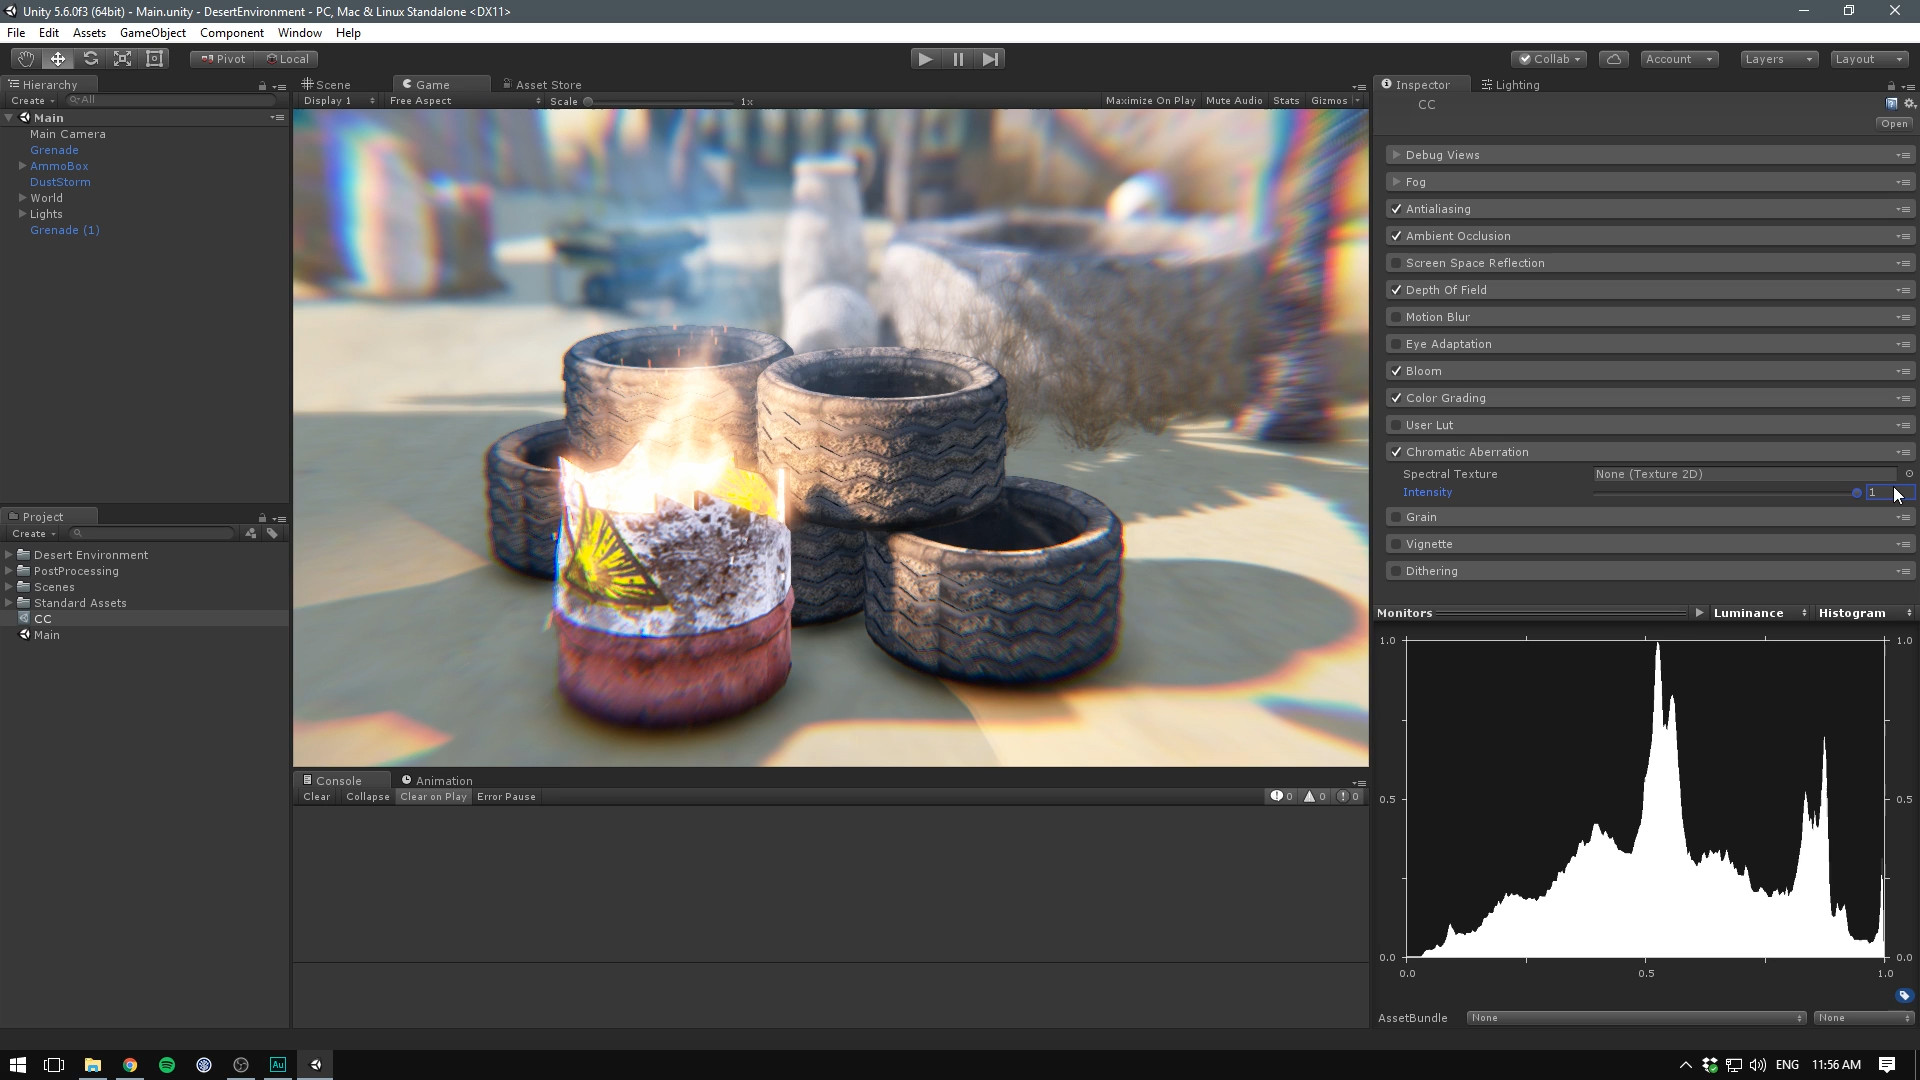 Unity 5.6.0f3 (64bit) - Main.unity - DesertEnvironment - PC, Mac & Linux Standalone <DX11>
File Edit Assets GameObject Component Window Help
Pivot Local
Collab Account Layers Layout
Hierarchy
Create All
Main
Main Camera
Grenade
AmmoBox
DustStorm
World
Lights
Grenade (1)
Project
Create
Desert Environment
PostProcessing
Scenes
Standard Assets
CC
Main
Scene Game Asset Store
Display 1 Free Aspect Scale 1x Maximize On Play Mute Audio Stats Gizmos
Console Animation
Clear Collapse Clear on Play Error Pause 0 0 0
Inspector Lighting
CC
Open
Debug Views
Fog
Antialiasing
Ambient Occlusion
Screen Space Reflection
Depth Of Field
Motion Blur
Eye Adaptation
Bloom
Color Grading
User Lut
Chromatic Aberration
Spectral Texture None (Texture 2D)
Intensity 1
Grain
Vignette
Dithering
Monitors Luminance Histogram
1.0 1.0
0.5 0.5
0.0 0.0
0.0 0.5 1.0
AssetBundle None None
Au ENG 11:56 AM